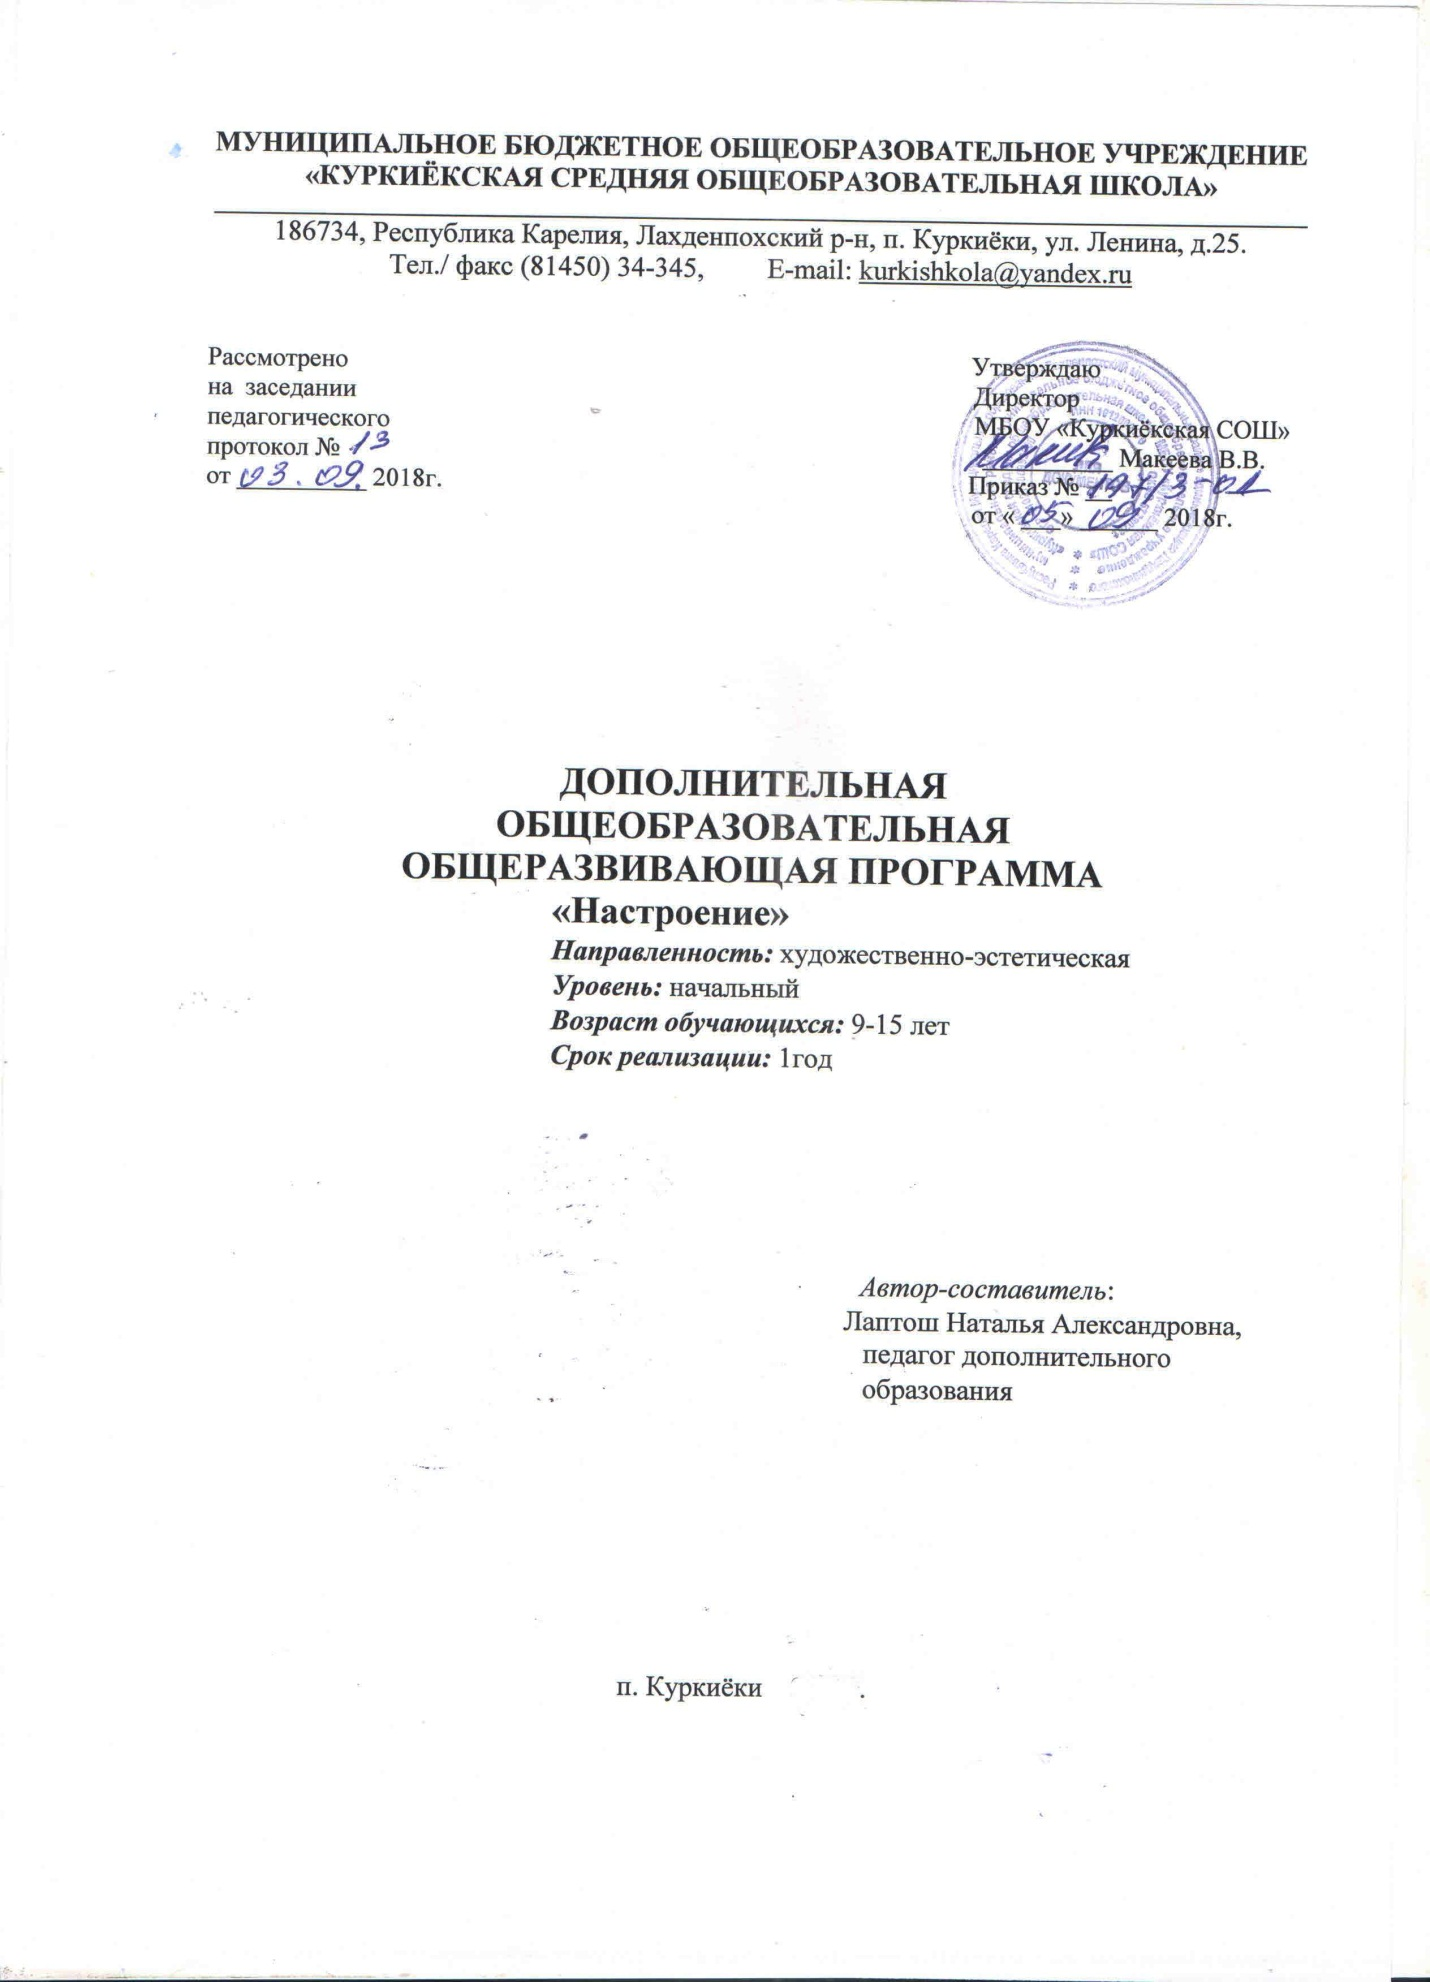 МУНИЦИПАЛЬНОЕ БЮДЖЕТНОЕ ОБЩЕОБРАЗОВАТЕЛЬНОЕ УЧРЕЖДЕНИЕ
«КУРКИЁКСКАЯ СРЕДНЯЯ ОБЩЕОБРАЗОВАТЕЛЬНАЯ ШКОЛА»
186734, Республика Карелия, Лахденпохский р-н, п. Куркиёки, ул. Ленина, д.25.
Тел./ факс (81450) 34-345, E-mail: kurkishkola@yandex.ru
Рассмотрено
на заседании
педагогического
протокол № 13
от 03.09. 2018г.
Утверждаю
Директор
МБОУ «Куркиёкская СОШ»
Макеева В.В.
Приказ № 197/3-01
от «05» 09 2018г.
ДОПОЛНИТЕЛЬНАЯ
ОБЩЕОБРАЗОВАТЕЛЬНАЯ
ОБЩЕРАЗВИВАЮЩАЯ ПРОГРАММА
«Настроение»
Направленность: художественно-эстетическая
Уровень: начальный
Возраст обучающихся: 9-15 лет
Срок реализации: 1год
Автор-составитель:
Лаптош Наталья Александровна,
педагог дополнительного
образования
п. Куркиёки